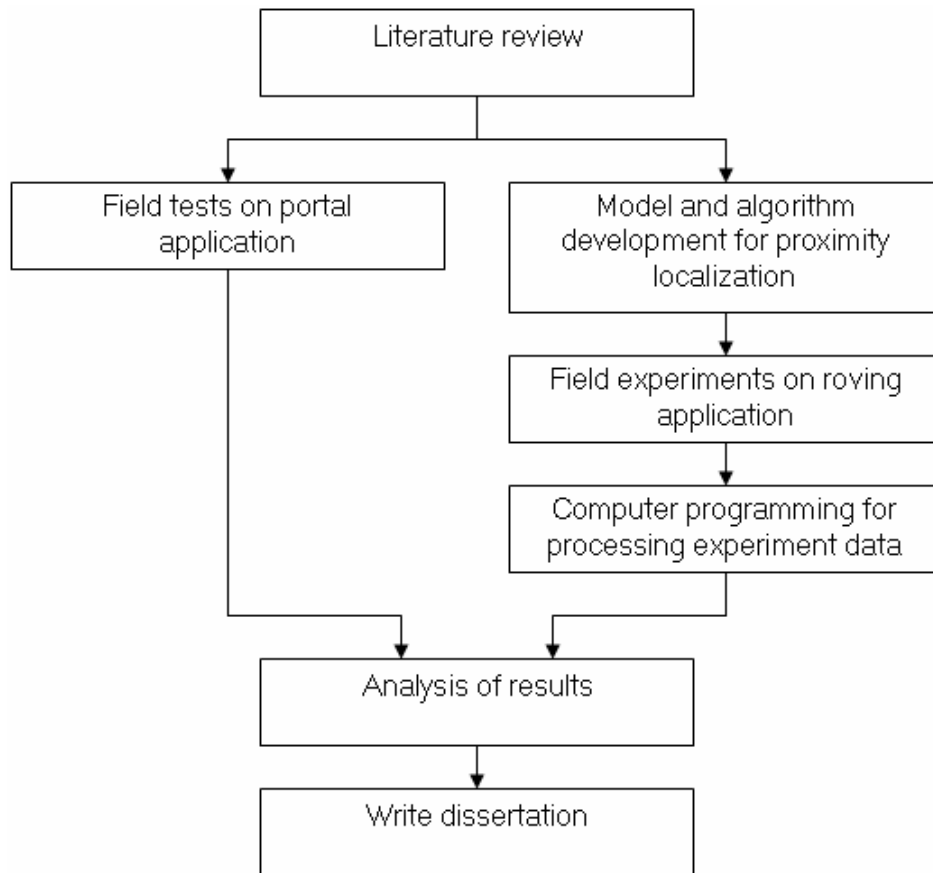 Literature review
Field tests on portal
application
Model and algorithm
development for proximity
localization
Field experiments on roving
application
Computer programming for
processing experiment data
Analysis of results
Write dissertation